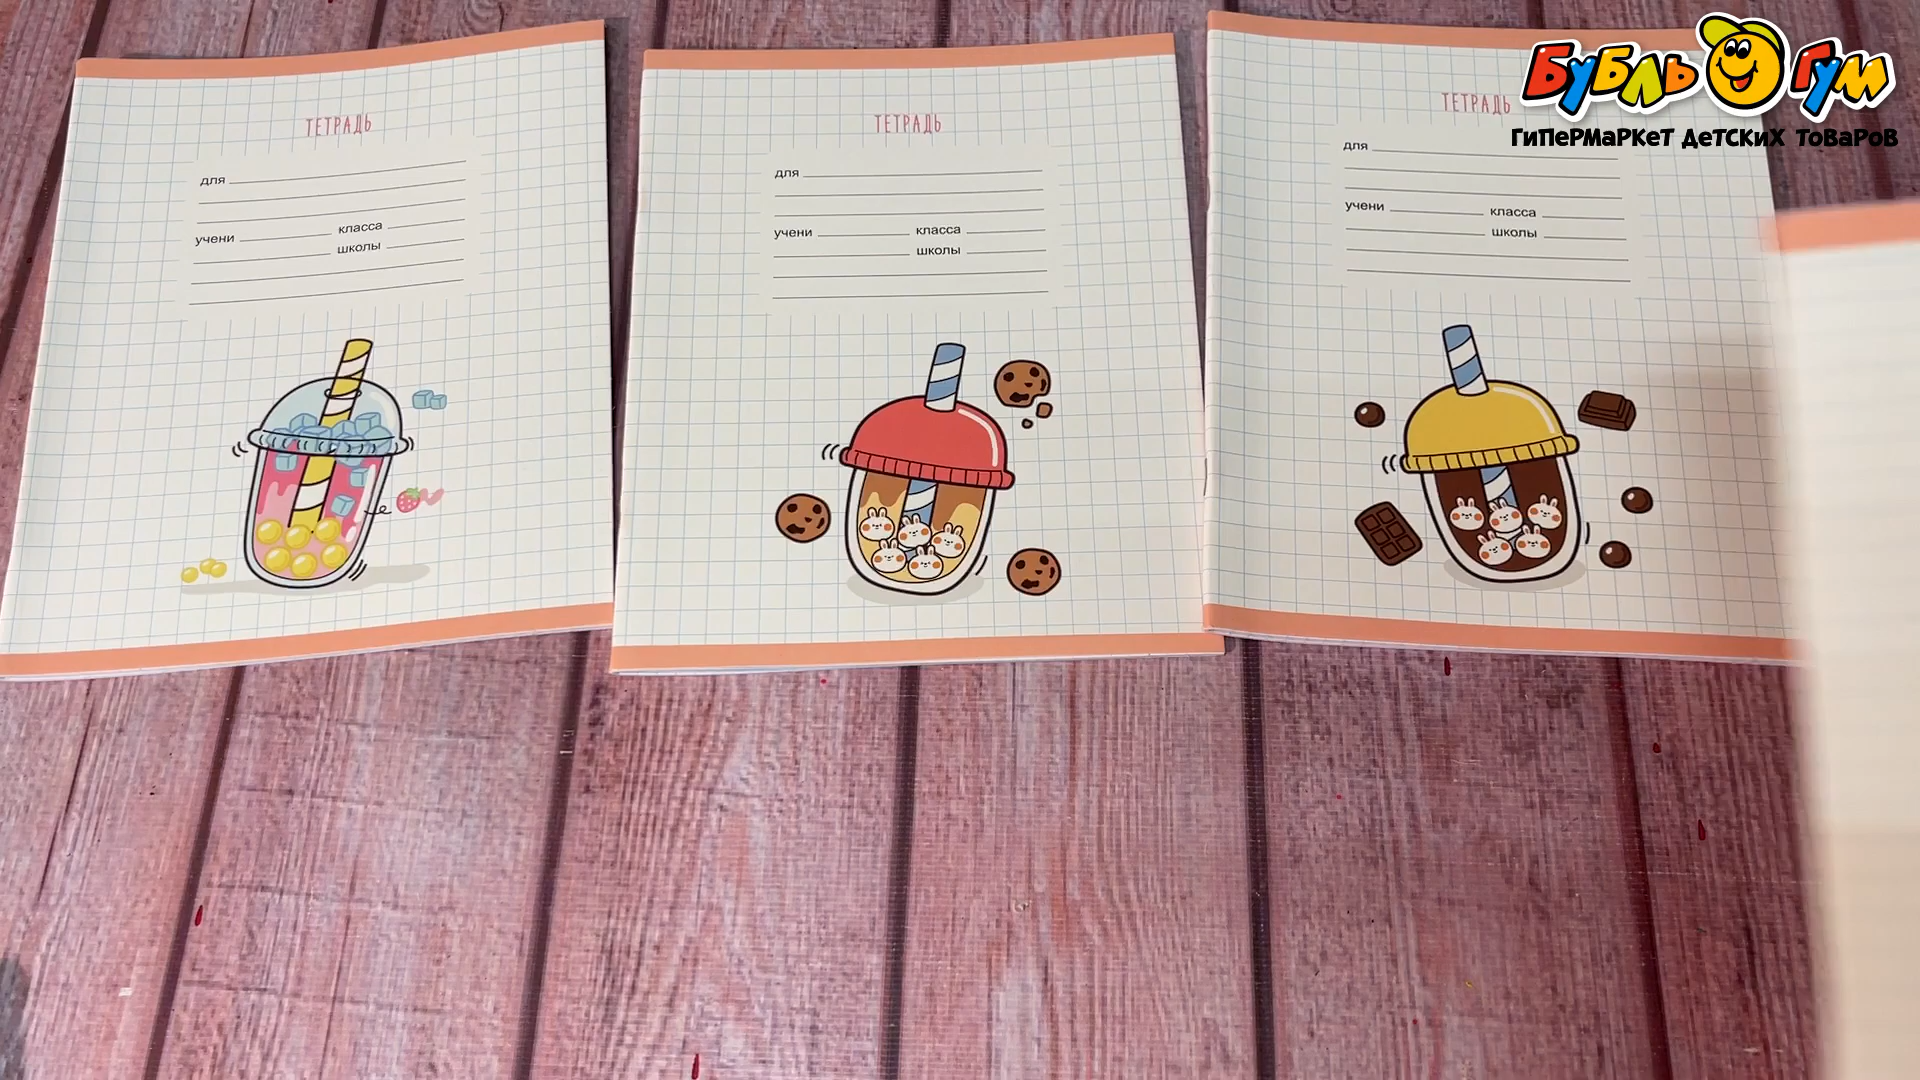 ТЕТРАДЬ
для
учени класса
школы
ТЕТРАДЬ
для
учени класса
школы
ТЕТРАДЬ
для
учени класса
школы
БУБЛЬ ГУМ
ГИПЕРМАРКЕТ ДЕТСКИХ ТОВАРОВ